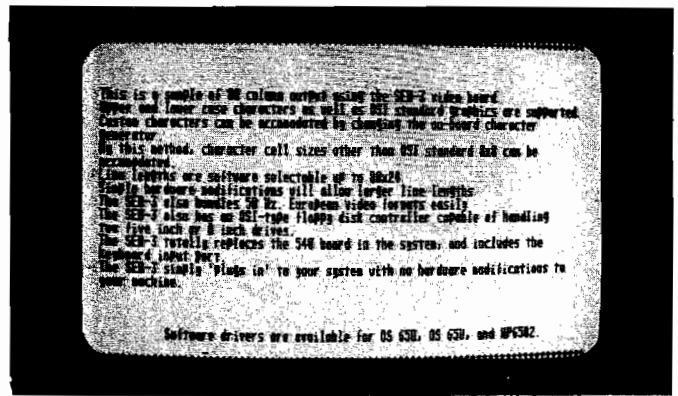 This is a sample of 80 column output using the SEB-3 video board
Upper and lower case characters as well as OSI standard graphics are supported.
Custom characters can be accomodated by changing the on-board character
generator.
By this method, character cell sizes other than OSI standard 8x8 can be
accomodated.
Line lengths are software selectable up to 80x24
Simple hardware modifications will allow larger line lengths
The SEB-3 also handles 50 Hz. European video formats easily
The SEB-3 also has an OSI-type floppy disk controller capable of handling
two five inch or 8 inch drives.
The SEB-3 totally replaces the 540 board in the system, and includes the
keyboard input port.
The SEB-3 simply 'plugs in' to your system with no hardware modifications to
your machine.
Software drivers are available for OS 65D, OS 65U, and HP6502.